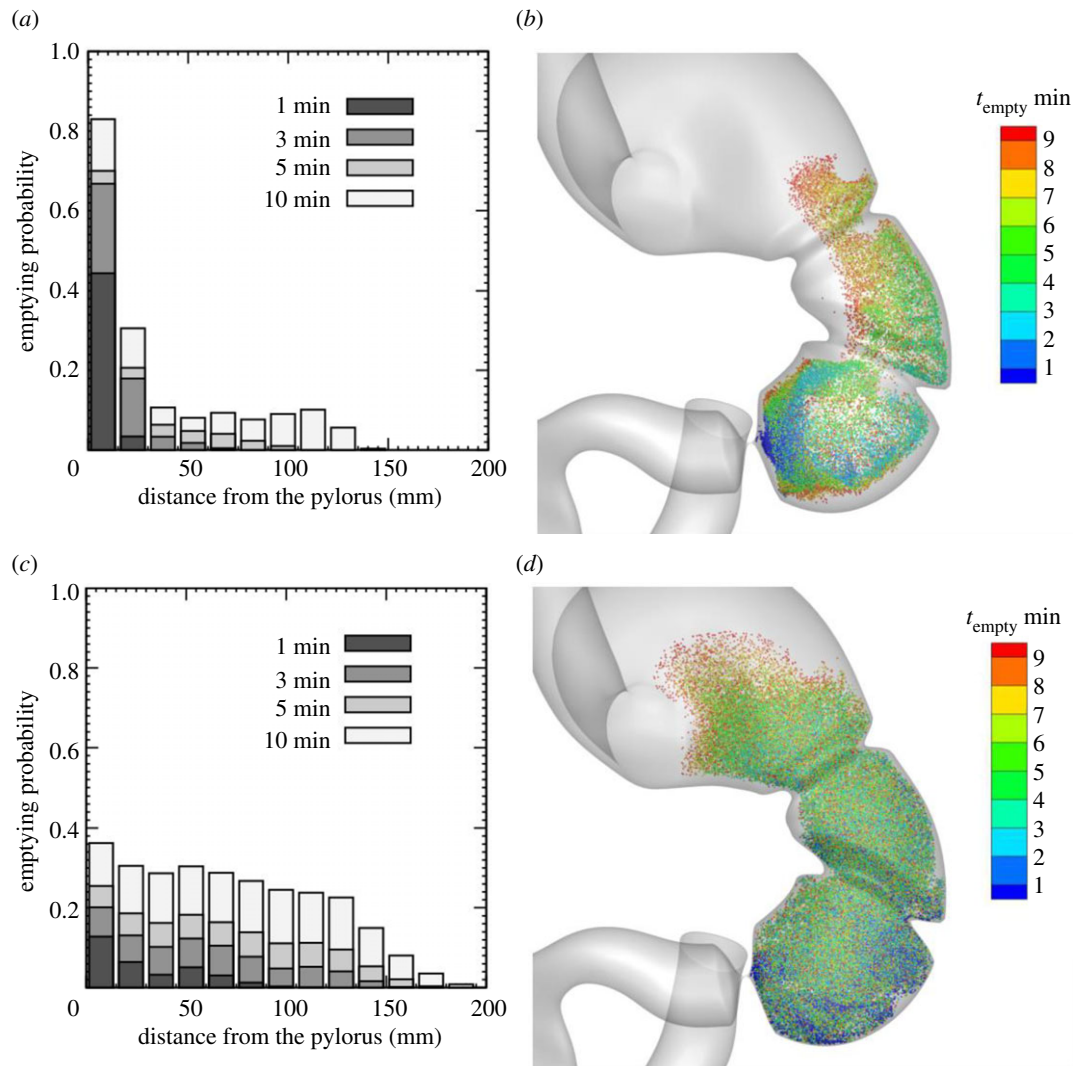 (a)
1.0
0.8
0.6
0.4
0.2
0
50
100
150
200
emptying probability
distance from the pylorus (mm)
1 min
3 min
5 min
10 min
(b)
t_empty min
9
8
7
6
5
4
3
2
1
(c)
1.0
0.8
0.6
0.4
0.2
0
50
100
150
200
emptying probability
distance from the pylorus (mm)
1 min
3 min
5 min
10 min
(d)
t_empty min
9
8
7
6
5
4
3
2
1